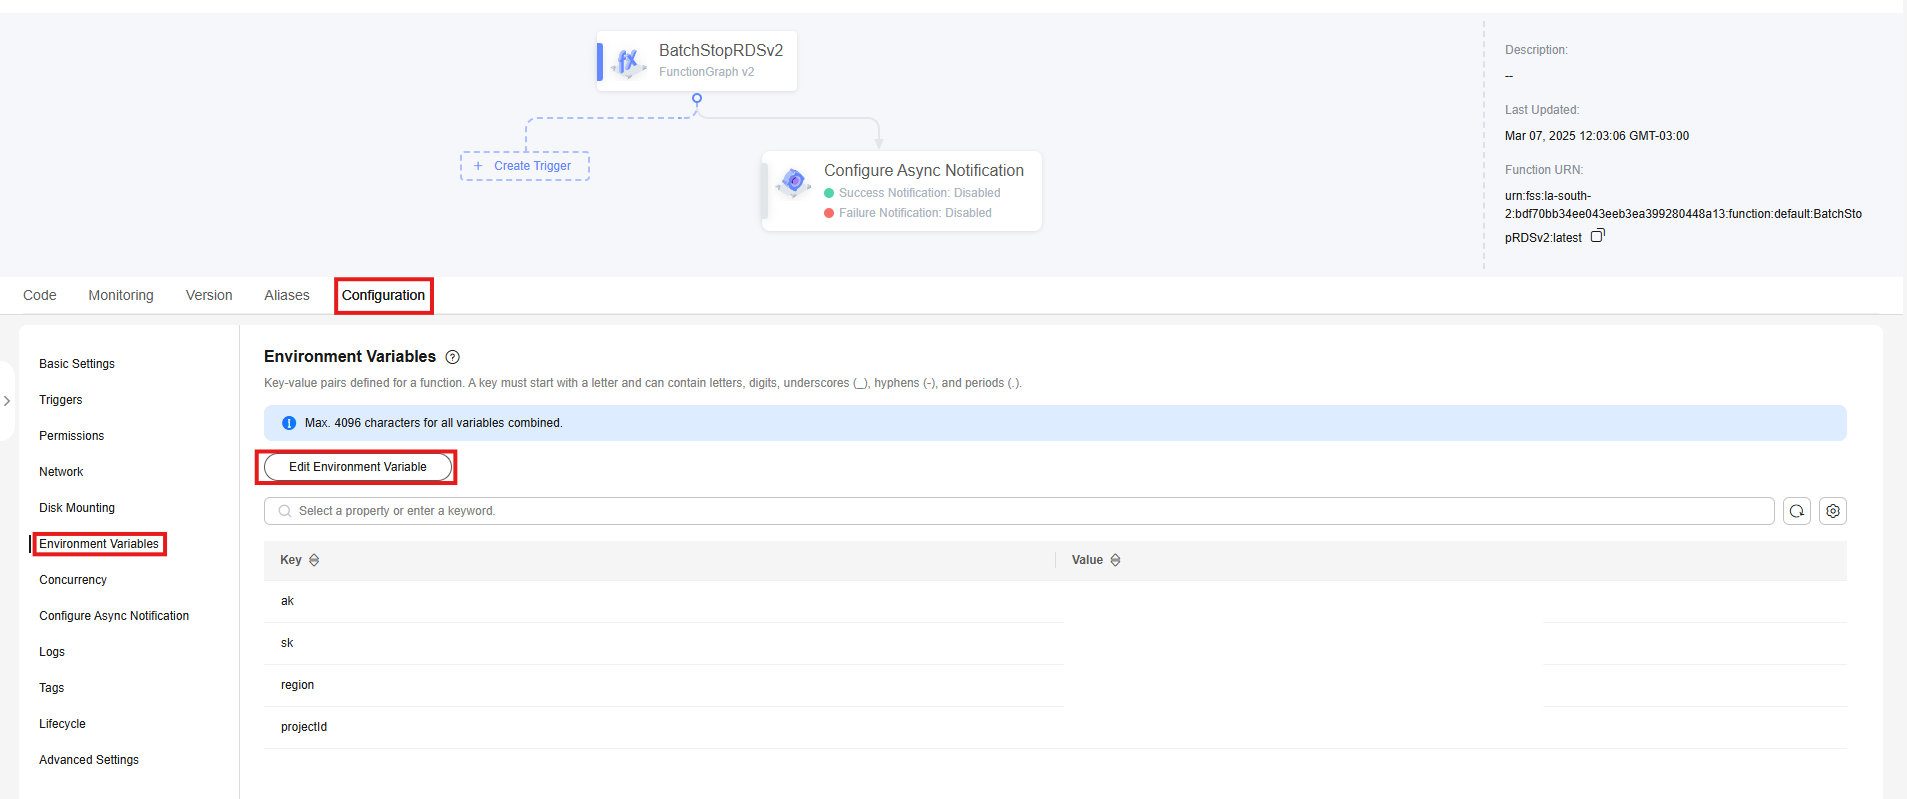 BatchStopRDSv2
FunctionGraph v2
+ Create Trigger
Configure Async Notification
Success Notification: Disabled
Failure Notification: Disabled
Description:
--
Last Updated:
Mar 07, 2025 12:03:06 GMT-03:00
Function URN:
urn:fss:la-south-
2:bdf70bb34ee043eeb3ea399280448a13:function:default:BatchSto
pRDSv2:latest
Code Monitoring Version Aliases Configuration
Basic Settings
Triggers
Permissions
Network
Disk Mounting
Environment Variables
Concurrency
Configure Async Notification
Logs
Tags
Lifecycle
Advanced Settings
Environment Variables
Key-value pairs defined for a function. A key must start with a letter and can contain letters, digits, underscores (_), hyphens (-), and periods (.).
Max. 4096 characters for all variables combined.
Edit Environment Variable
Select a property or enter a keyword.
Key Value
ak
sk
region
projectId